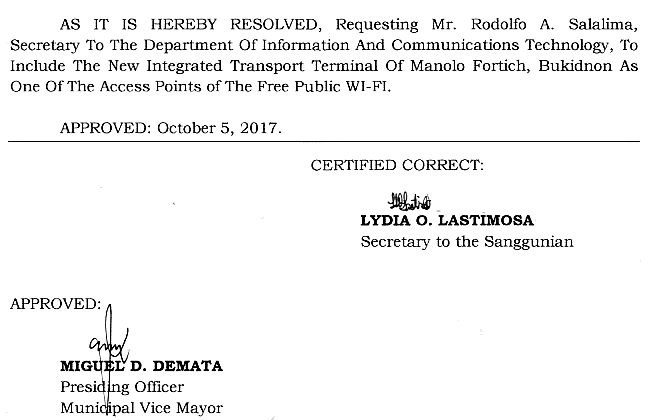 AS IT IS HEREBY RESOLVED, Requesting Mr. Rodolfo A. Salalima,
Secretary To The Department Of Information And Communications Technology, To
Include The New Integrated Transport Terminal Of Manolo Fortich, Bukidnon As
One Of The Access Points of The Free Public WI-FI.
APPROVED: October 5, 2017.
CERTIFIED CORRECT:
LYDIA O. LASTIMOSA
Secretary to the Sanggunian
APPROVED:
MIGUEL D. DEMATA
Presiding Officer
Municipal Vice Mayor